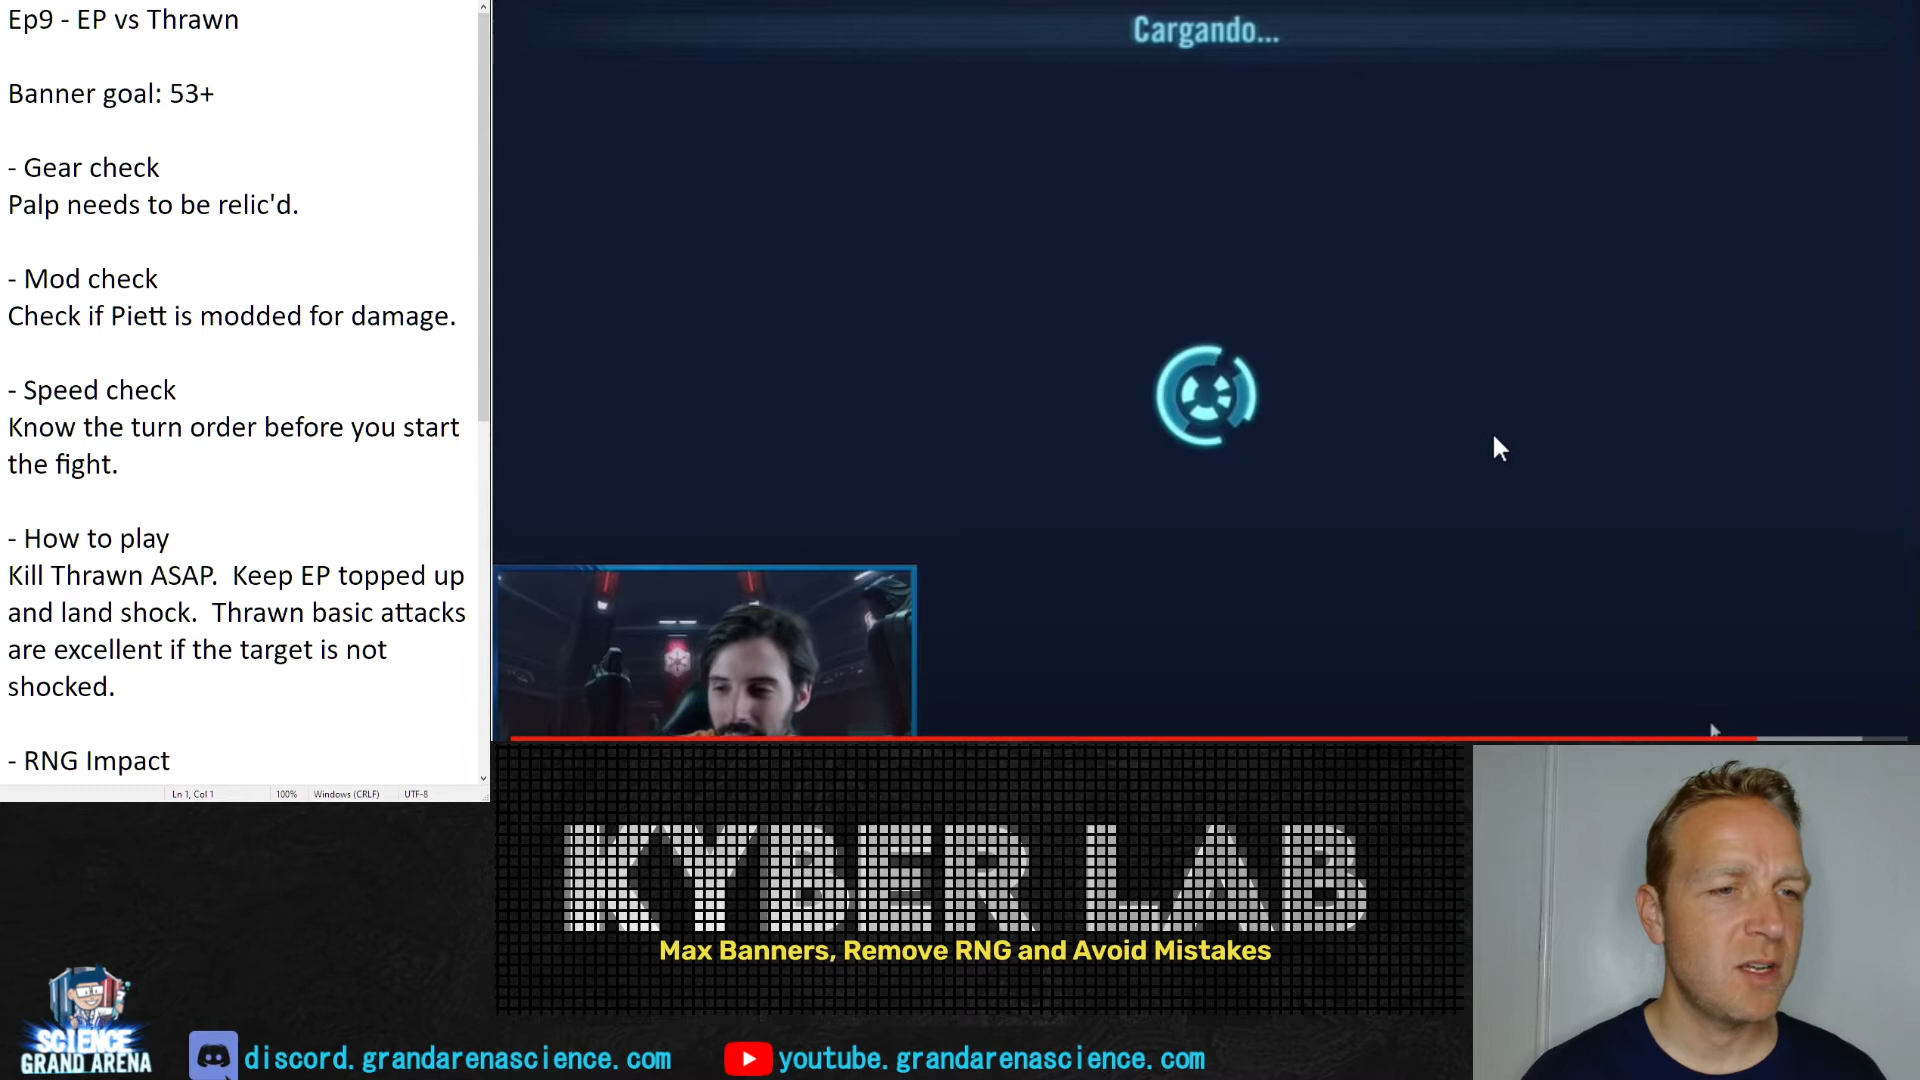 Ep9 - EP vs Thrawn
Banner goal: 53+
- Gear check
Palp needs to be relic'd.
- Mod check
Check if Piett is modded for damage.
- Speed check
Know the turn order before you start
the fight.
- How to play
Kill Thrawn ASAP.  Keep EP topped up
and land shock.  Thrawn basic attacks
are excellent if the target is not
shocked.
- RNG Impact
Ln 1, Col 1
100%
Windows (CRLF)
UTF-8
Cargando...
KYBER LAB
Max Banners, Remove RNG and Avoid Mistakes
SCIENCE
GRAND ARENA
discord.grandarenascience.com
youtube.grandarenascience.com